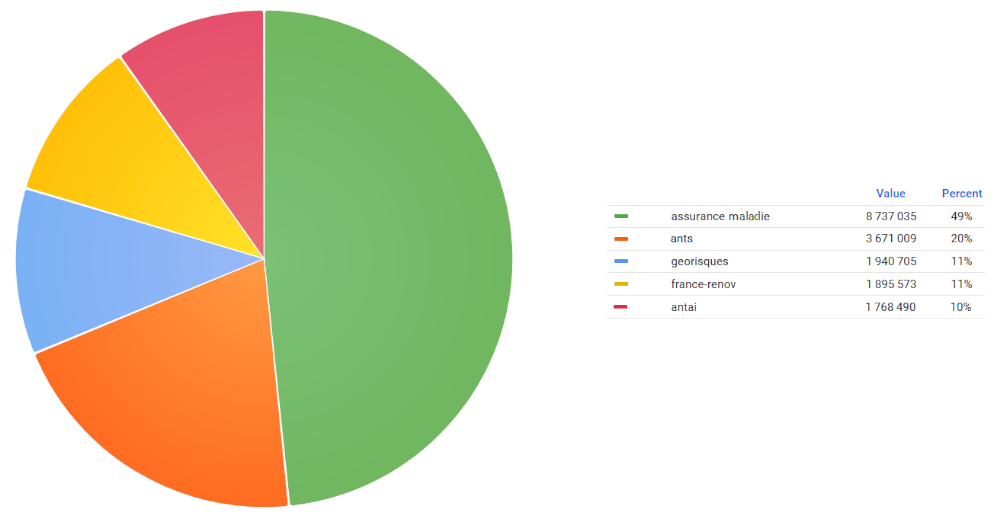 Value Percent
assurance maladie 8 737 035 49%
ants 3 671 009 20%
georisques 1 940 705 11%
france-renov 1 895 573 11%
antai 1 768 490 10%